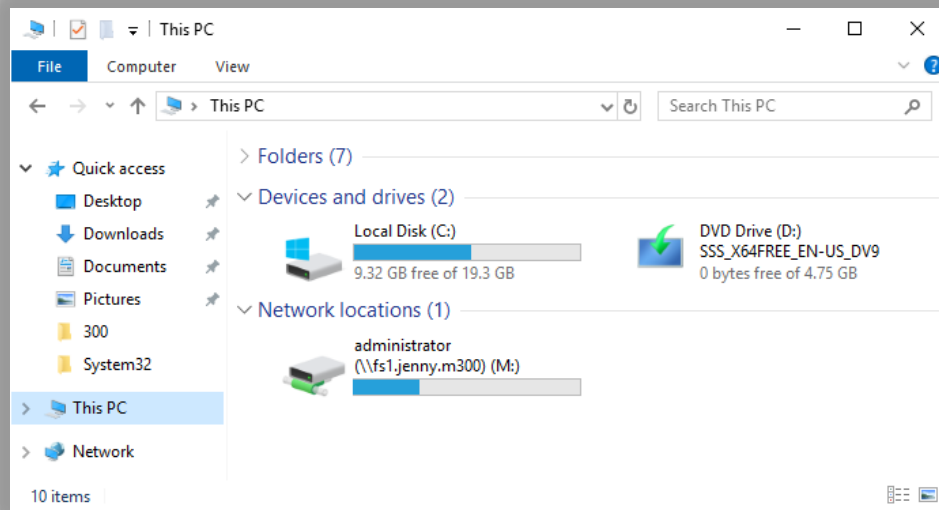 This PC
File Computer View
This PC
Search This PC
Quick access
Desktop
Downloads
Documents
Pictures
300
System32
This PC
Network
Folders (7)
Devices and drives (2)
Local Disk (C:)
9.32 GB free of 19.3 GB
DVD Drive (D:)
SSS_X64FREE_EN-US_DV9
0 bytes free of 4.75 GB
Network locations (1)
administrator
(\\fs1.jenny.m300) (M:)
10 items